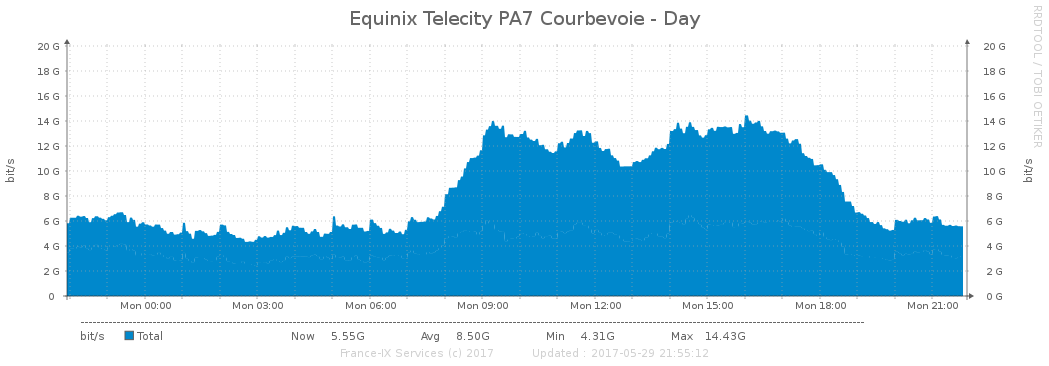 Equinix Telecity PA7 Courbevoie - Day
RRDTOOL / TOBI OETIKER
bit/s
bit/s
20 G 20 G
18 G 18 G
16 G 16 G
14 G 14 G
12 G 12 G
10 G 10 G
8 G 8 G
6 G 6 G
4 G 4 G
2 G 2 G
0 0 G
Mon 00:00 Mon 03:00 Mon 06:00 Mon 09:00 Mon 12:00 Mon 15:00 Mon 18:00 Mon 21:00
bit/s Total Now 5.55G Avg 8.50G Min 4.31G Max 14.43G
France-IX Services (c) 2017 Updated : 2017-05-29 21:55:12